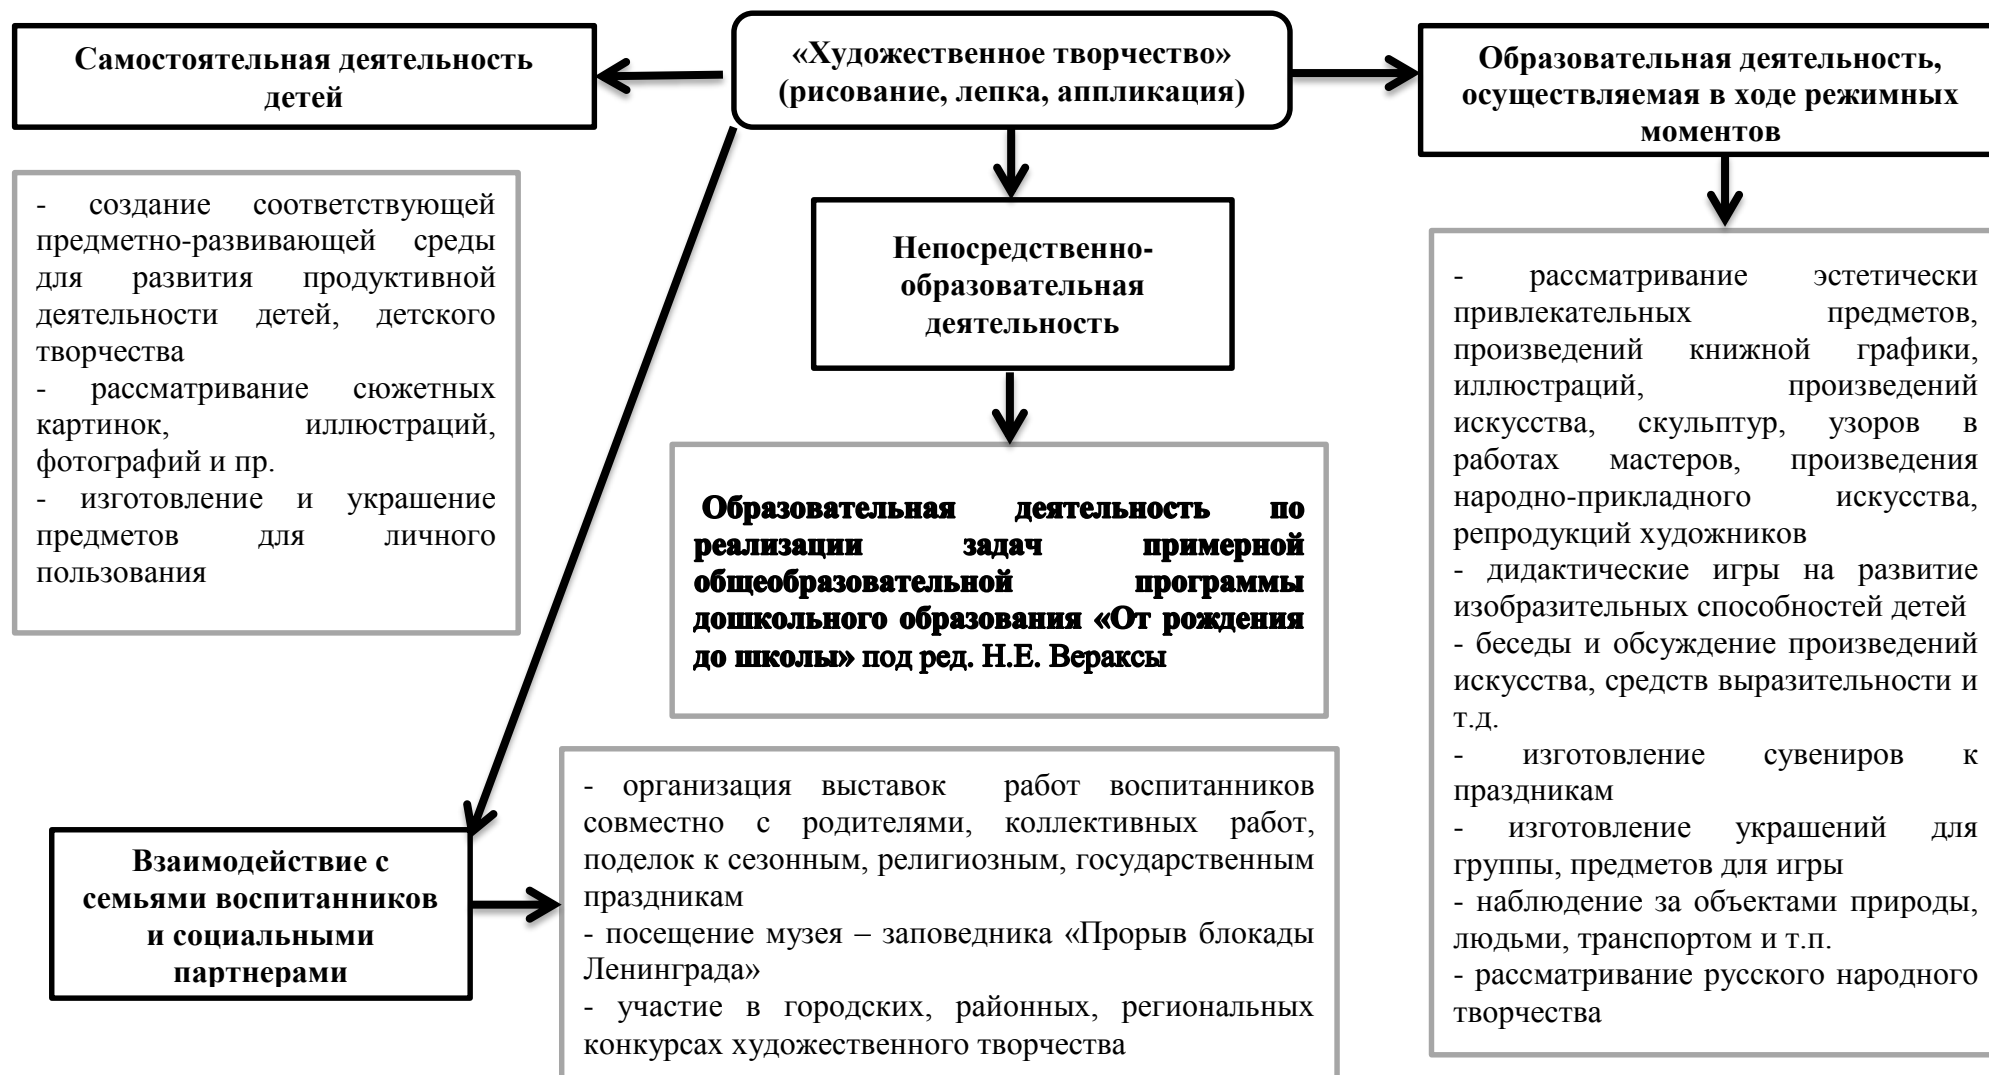 Самостоятельная деятельность
детей
«Художественное творчество»
(рисование, лепка, аппликация)
Образовательная деятельность,
осуществляемая в ходе режимных
моментов
- создание соответствующей
предметно-развивающей среды
для развития продуктивной
деятельности детей, детского
творчества
- рассматривание сюжетных
картинок, иллюстраций,
фотографий и пр.
- изготовление и украшение
предметов для личного
пользования
Непосредственно-
образовательная
деятельность
Образовательная деятельность по
реализации задач примерной
общеобразовательной программы
дошкольного образования «От рождения
до школы» под ред. Н.Е. Вераксы
- рассматривание эстетически
привлекательных предметов,
произведений книжной графики,
иллюстраций, произведений
искусства, скульптур, узоров в
работах мастеров, произведения
народно-прикладного искусства,
репродукций художников
- дидактические игры на развитие
изобразительных способностей детей
- беседы и обсуждение произведений
искусства, средств выразительности и
т.д.
- изготовление сувениров к
праздникам
- изготовление украшений для
группы, предметов для игры
- наблюдение за объектами природы,
людьми, транспортом и т.п.
- рассматривание русского народного
творчества
Взаимодействие с
семьями воспитанников
и социальными
партнерами
- организация выставок работ воспитанников
совместно с родителями, коллективных работ,
поделок к сезонным, религиозным, государственным
праздникам
- посещение музея – заповедника «Прорыв блокады
Ленинграда»
- участие в городских, районных, региональных
конкурсах художественного творчества